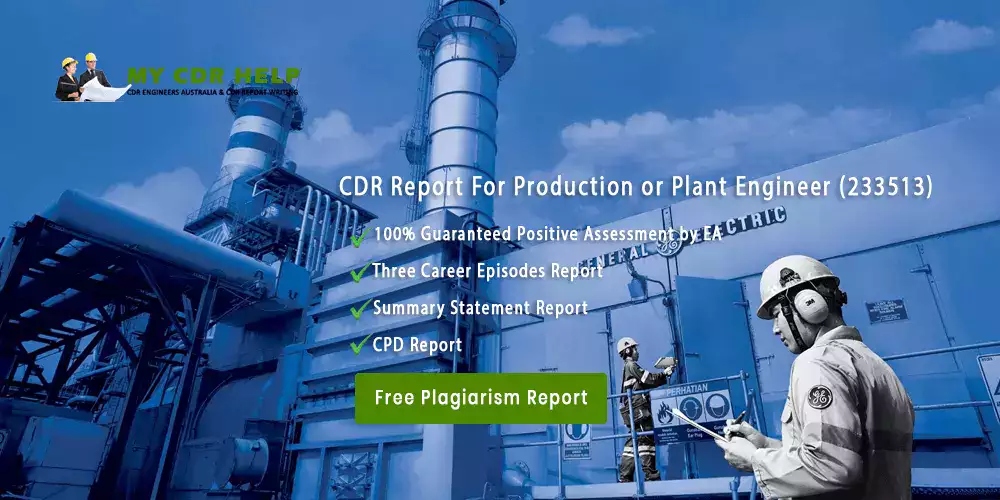 MY CDR HELP
CDR ENGINEERS AUSTRALIA & CDR REPORT WRITING
CDR Report For Production or Plant Engineer (233513)
100% Guaranteed Positive Assessment by EA
GENERAL ELECTRIC
Three Career Episodes Report
Summary Statement Report
CPD Report
Free Plagiarism Report
PERHATIAN
3M